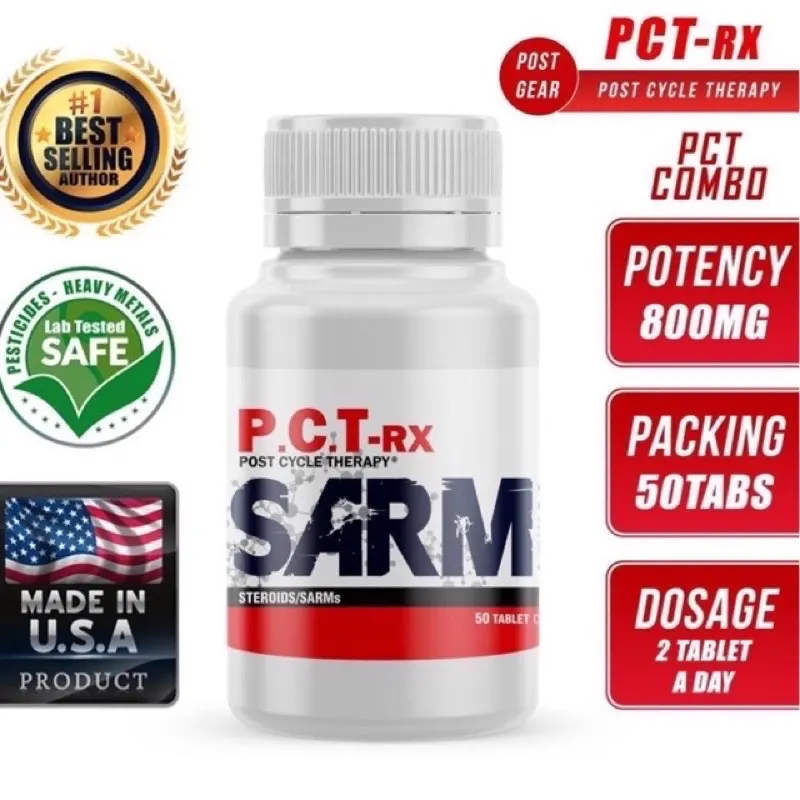 #1
BEST
SELLING
AUTHOR
PESTICIDES - HEAVY METALS
Lab Tested
SAFE
MADE IN
U.S.A
PRODUCT
P.C.T-RX
POST CYCLE THERAPY®
SARM
STEROIDS/SARMs
50 TABLET
POST
GEAR
PCT-RX
POST CYCLE THERAPY
PCT
COMBO
POTENCY
800MG
PACKING
50TABS
DOSAGE
2 TABLET
A DAY